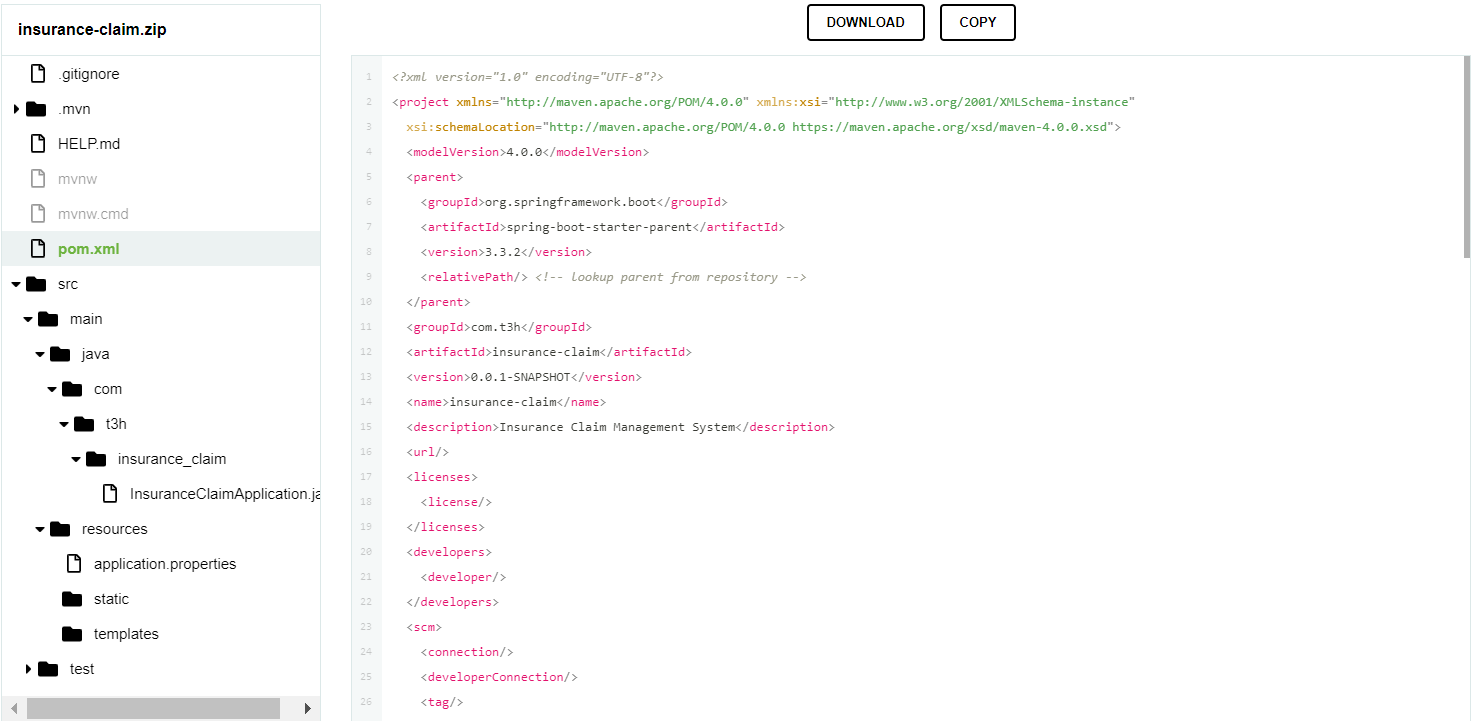 insurance-claim.zip
.gitignore
.mvn
HELP.md
mvnw
mvnw.cmd
pom.xml
src
main
java
com
t3h
insurance_claim
InsuranceClaimApplication.ja
resources
application.properties
static
templates
test
DOWNLOAD
COPY
1 <?xml version="1.0" encoding="UTF-8"?>
2 <project xmlns="http://maven.apache.org/POM/4.0.0" xmlns:xsi="http://www.w3.org/2001/XMLSchema-instance"
3 xsi:schemaLocation="http://maven.apache.org/POM/4.0.0 https://maven.apache.org/xsd/maven-4.0.0.xsd">
4 <modelVersion>4.0.0</modelVersion>
5 <parent>
6 <groupId>org.springframework.boot</groupId>
7 <artifactId>spring-boot-starter-parent</artifactId>
8 <version>3.3.2</version>
9 <relativePath/> <!-- lookup parent from repository -->
10 </parent>
11 <groupId>com.t3h</groupId>
12 <artifactId>insurance-claim</artifactId>
13 <version>0.0.1-SNAPSHOT</version>
14 <name>insurance-claim</name>
15 <description>Insurance Claim Management System</description>
16 <url/>
17 <licenses>
18 <license/>
19 </licenses>
20 <developers>
21 <developer/>
22 </developers>
23 <scm>
24 <connection/>
25 <developerConnection/>
26 <tag/>